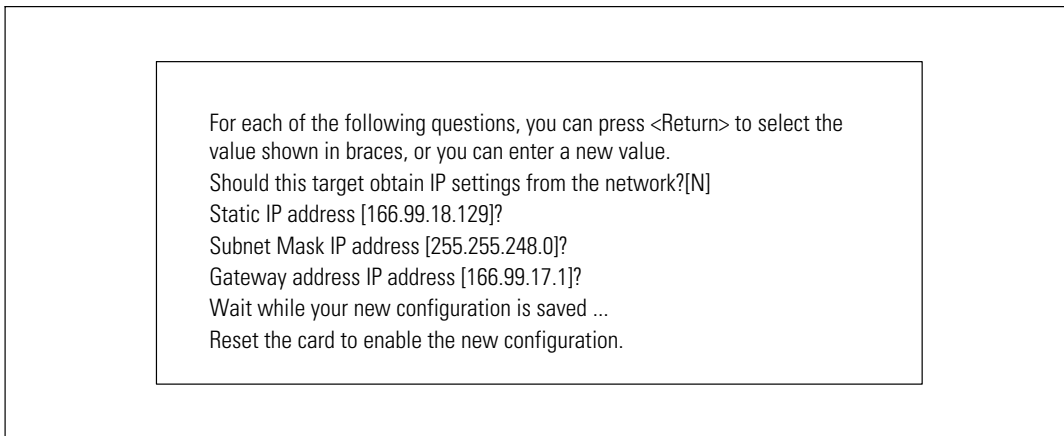 For each of the following questions, you can press <Return> to select the
value shown in braces, or you can enter a new value.
Should this target obtain IP settings from the network?[N]
Static IP address [166.99.18.129]?
Subnet Mask IP address [255.255.248.0]?
Gateway address IP address [166.99.17.1]?
Wait while your new configuration is saved ...
Reset the card to enable the new configuration.